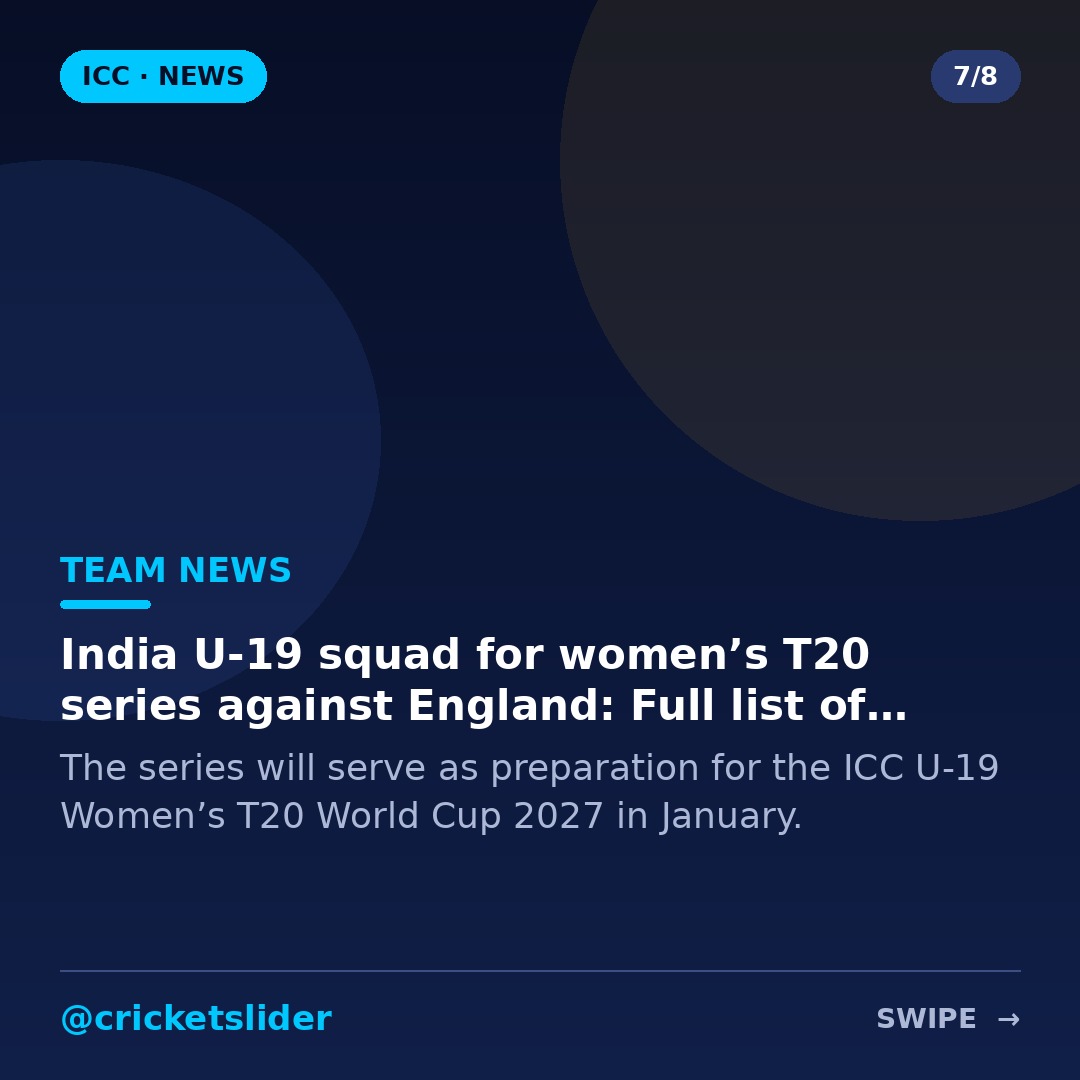 ICC · NEWS
7/8
TEAM NEWS
India U-19 squad for women’s T20
series against England: Full list of…
The series will serve as preparation for the ICC U-19
Women’s T20 World Cup 2027 in January.
@cricketslider
SWIPE →